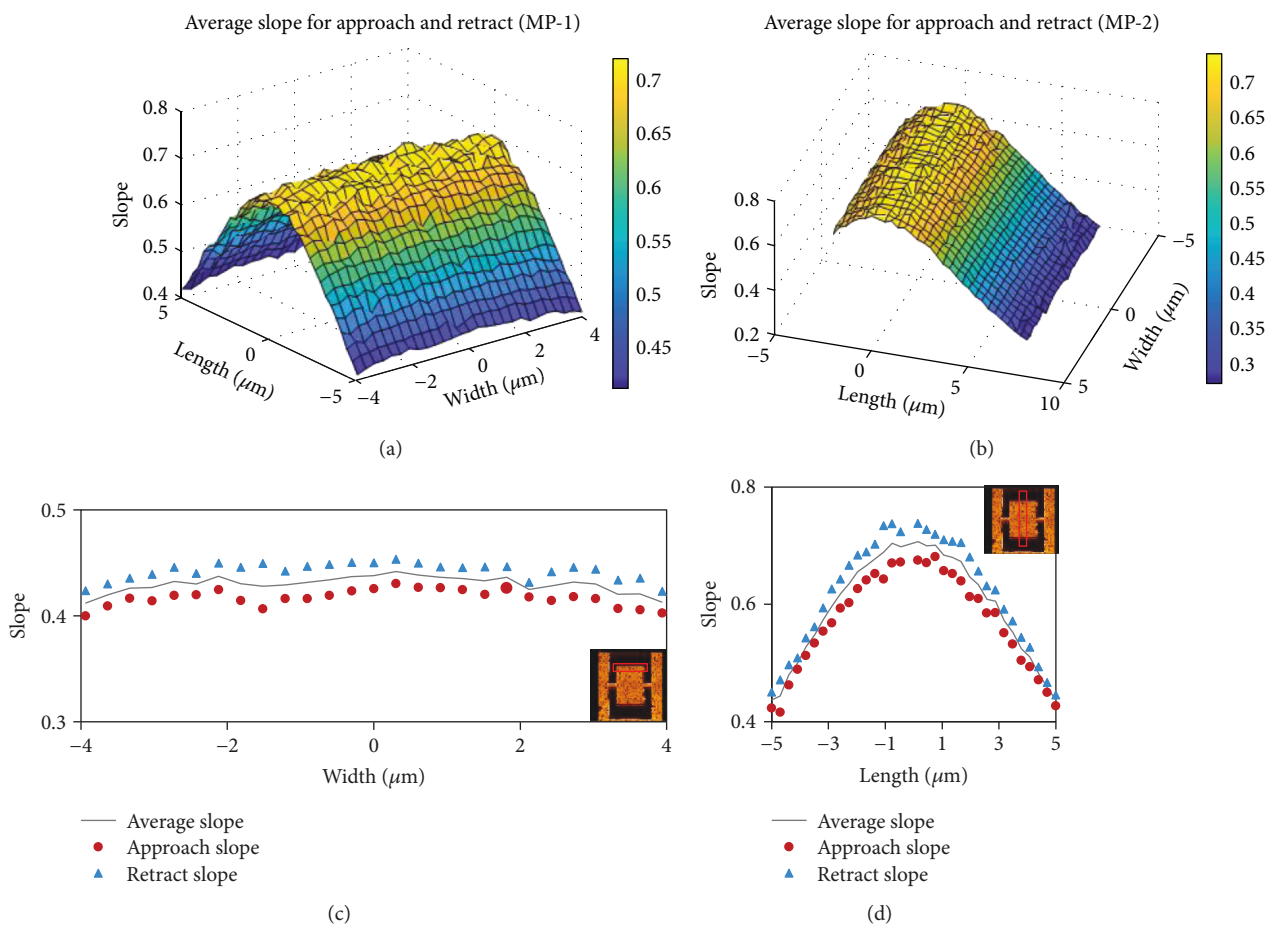 Average slope for approach and retract (MP-1)
0.8
0.7
0.6
0.5
0.4
Slope
5
0
−5
Length (μm)
−4
−2
0
2
4
Width (μm)
0.7
0.65
0.6
0.55
0.5
0.45
(a)
Average slope for approach and retract (MP-2)
0.8
0.6
0.4
0.2
Slope
−5
0
5
10
Length (μm)
−5
0
5
Width (μm)
0.7
0.65
0.6
0.55
0.5
0.45
0.4
0.35
0.3
(b)
0.5
0.4
0.3
Slope
−4
−2
0
2
4
Width (μm)
Average slope
Approach slope
Retract slope
(c)
0.8
0.6
0.4
Slope
−5
−3
−1
1
3
5
Length (μm)
Average slope
Approach slope
Retract slope
(d)